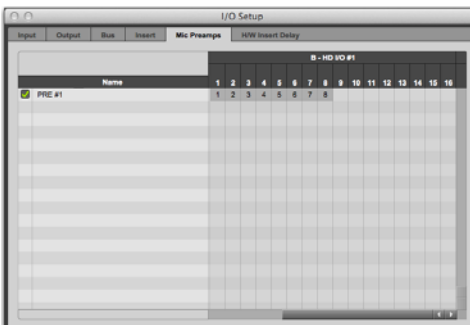 I/O Setup
Input Output Bus Insert Mic Preamps H/W Insert Delay
B - HD I/O #1
Name 1 2 3 4 5 6 7 8 9 10 11 12 13 14 15 16
PRE #1 1 2 3 4 5 6 7 8